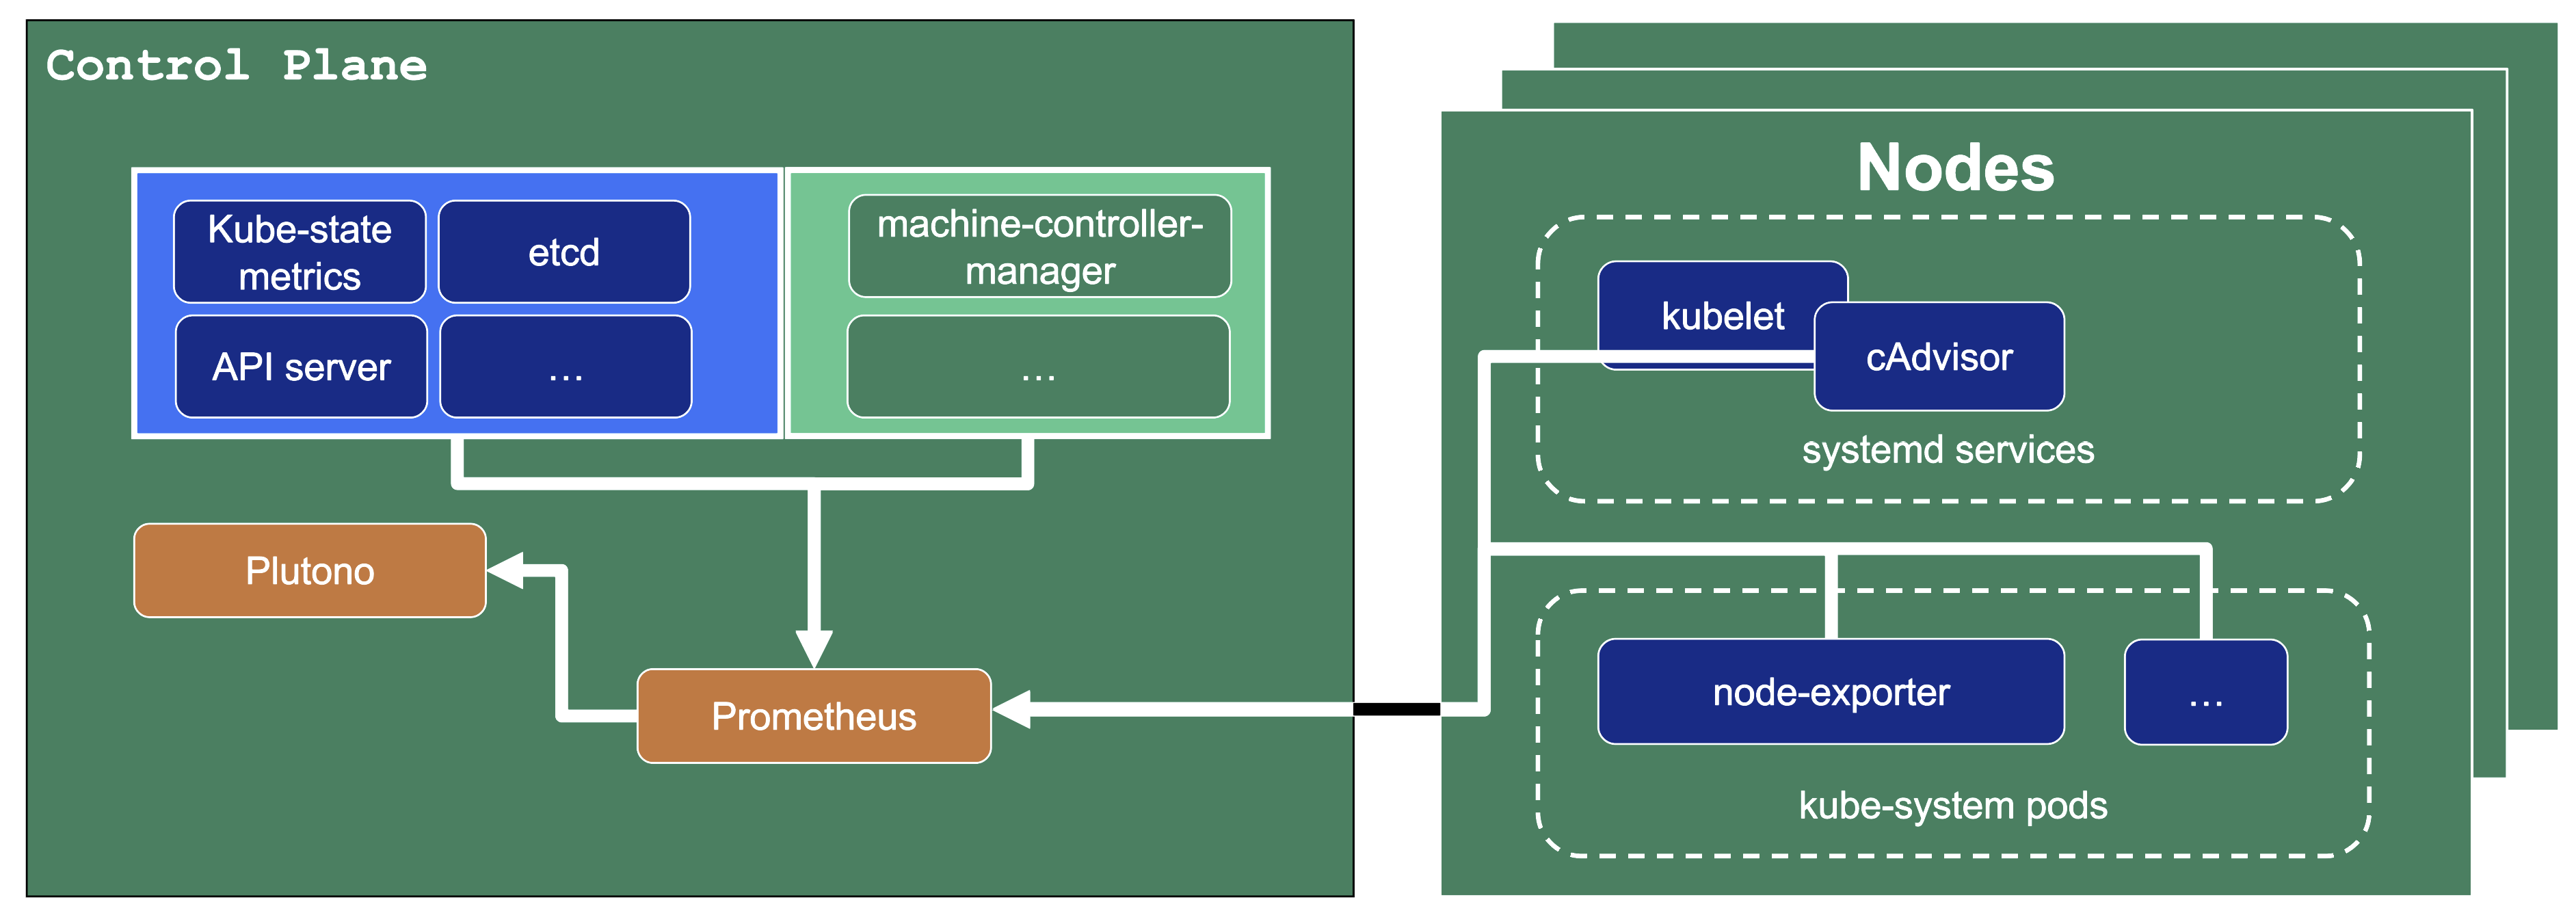 Control Plane
Kube-state
metrics
etcd
API server
...
machine-controller-
manager
...
Plutono
Prometheus
Nodes
kubelet
cAdvisor
systemd services
node-exporter
...
kube-system pods